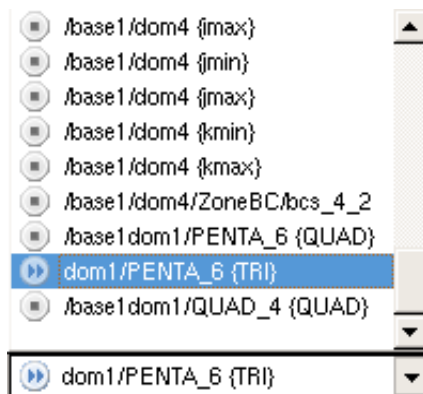 /base1/dom4 {imax}
/base1/dom4 {jmin}
/base1/dom4 {jmax}
/base1/dom4 {kmin}
/base1/dom4 {kmax}
/base1/dom4/ZoneBC/bcs_4_2
/base1dom1/PENTA_6 {QUAD}
dom1/PENTA_6 {TRI}
/base1dom1/QUAD_4 {QUAD}
dom1/PENTA_6 {TRI}